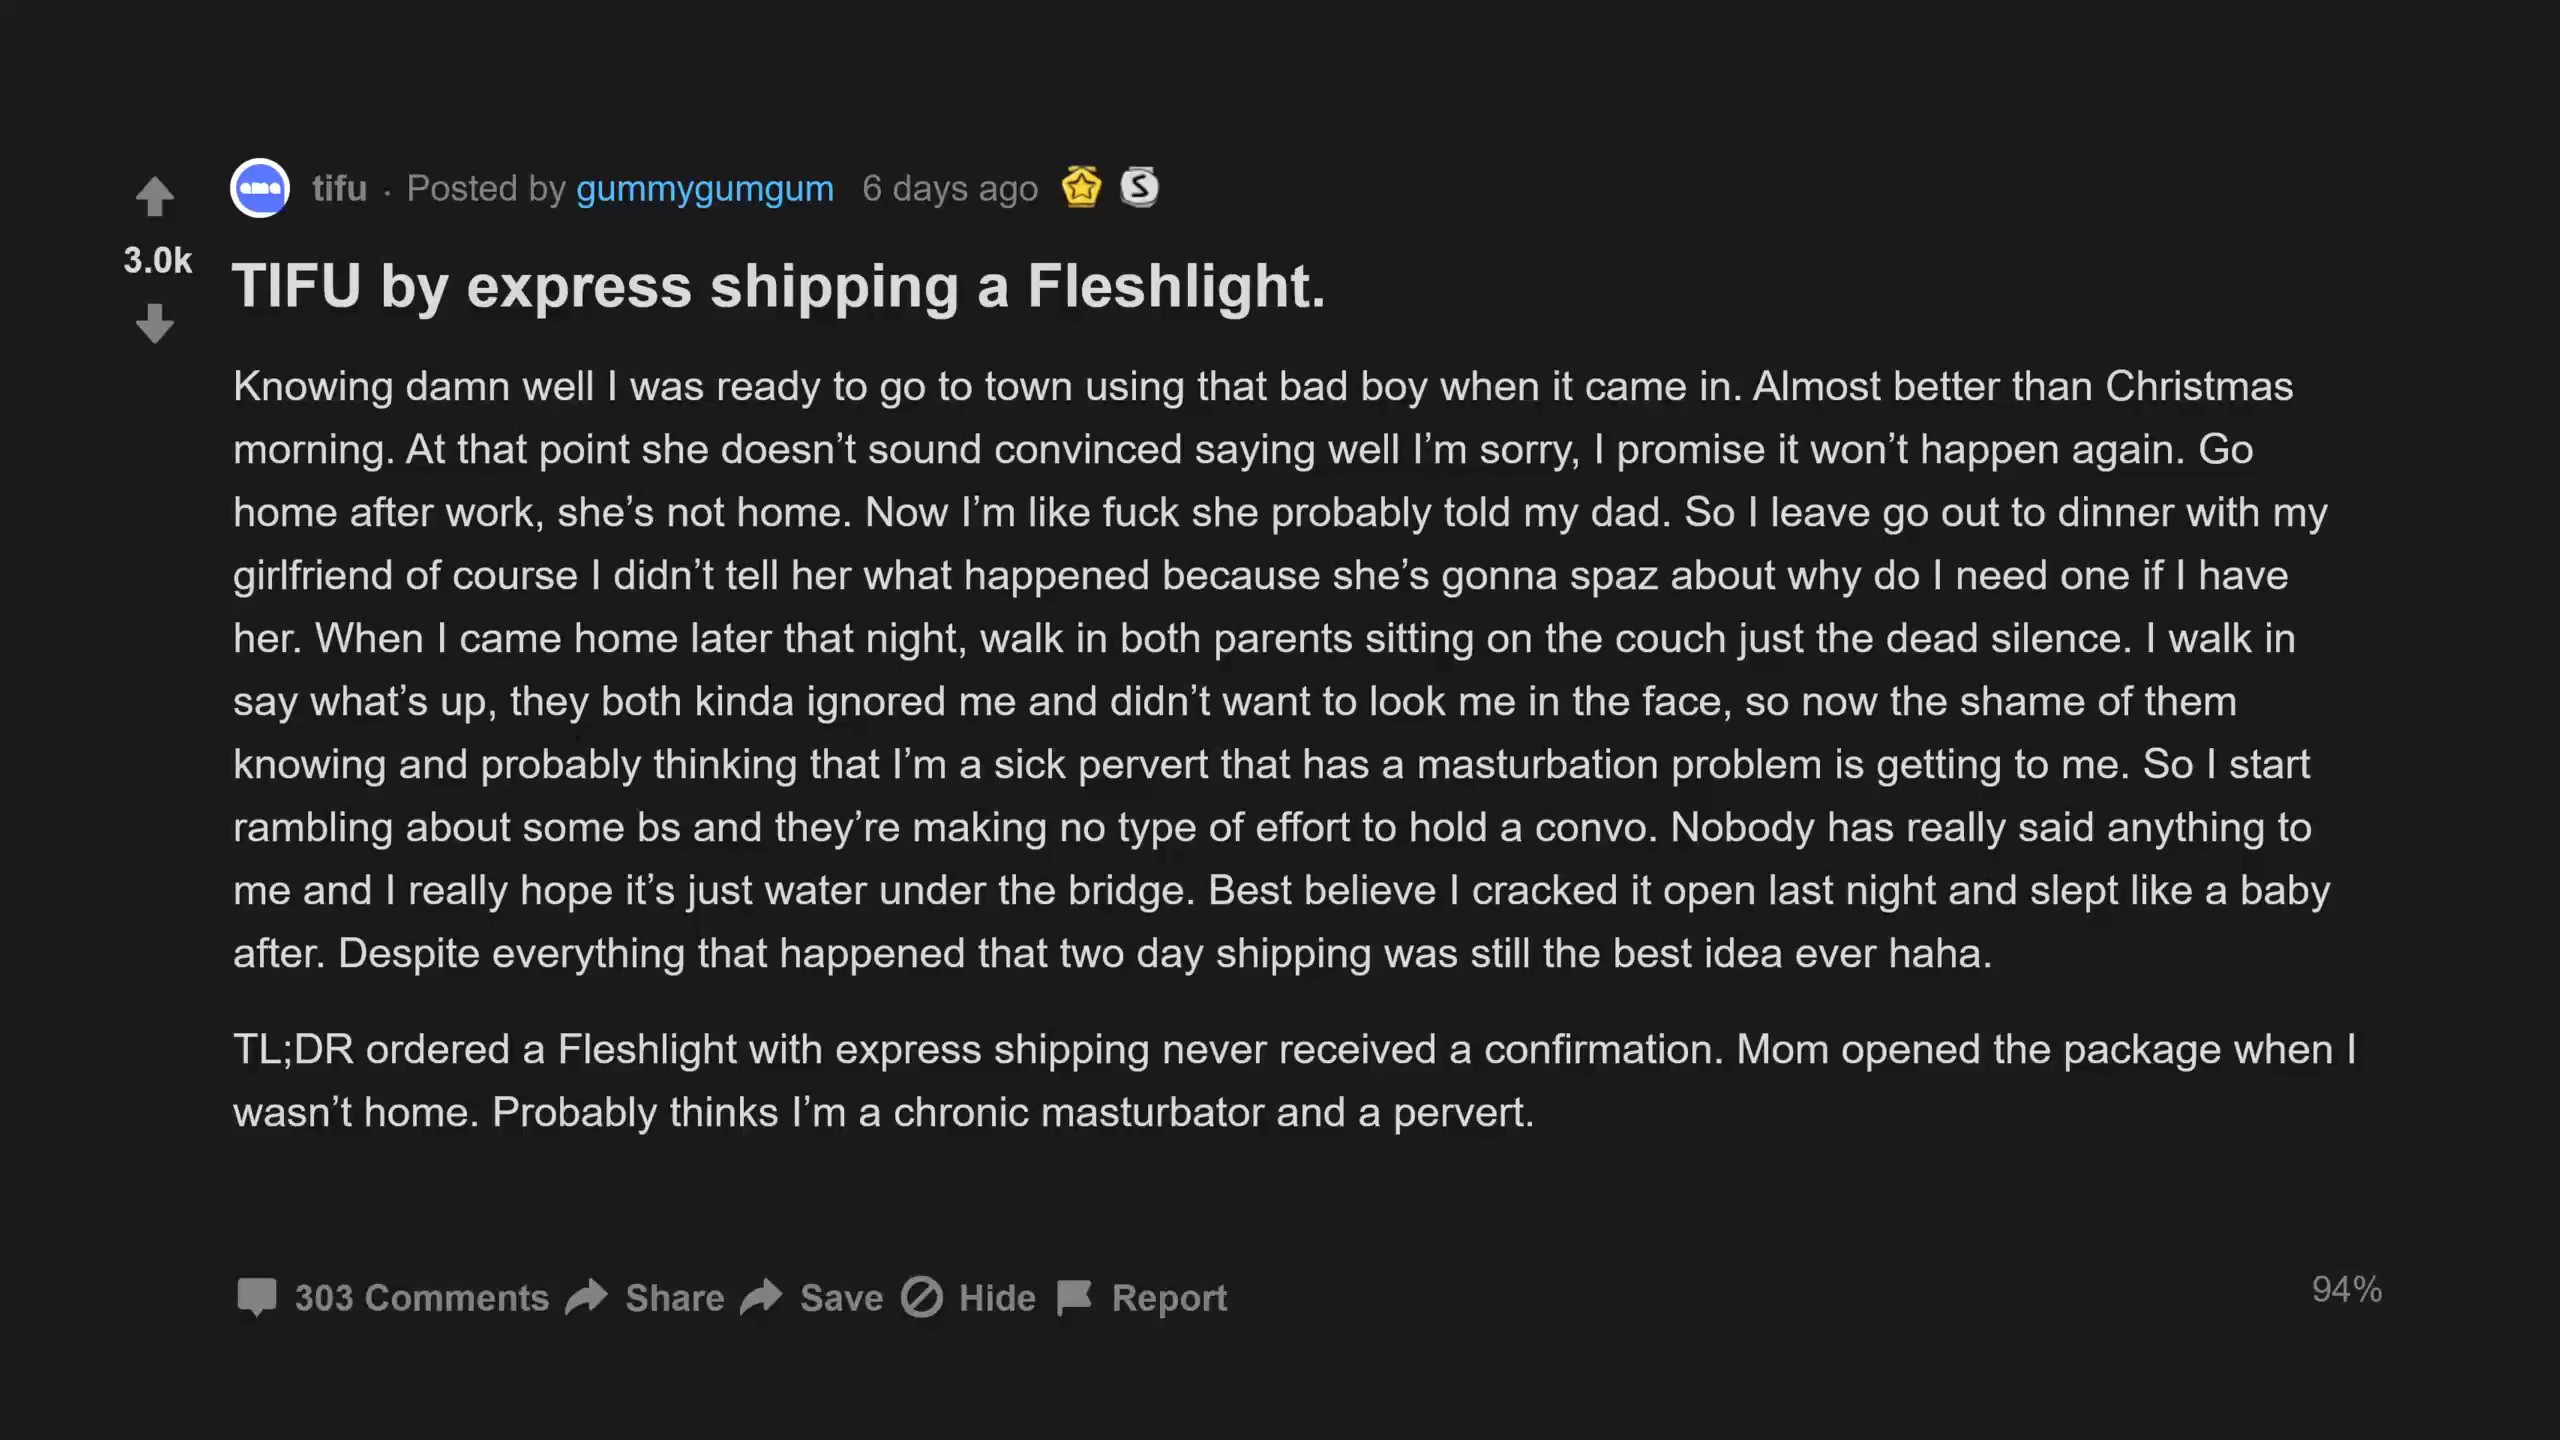 tifu · Posted by gummygumgum 6 days ago S
3.0k
TIFU by express shipping a Fleshlight.
Knowing damn well I was ready to go to town using that bad boy when it came in. Almost better than Christmas
morning. At that point she doesn’t sound convinced saying well I’m sorry, I promise it won’t happen again. Go
home after work, she’s not home. Now I’m like fuck she probably told my dad. So I leave go out to dinner with my
girlfriend of course I didn’t tell her what happened because she’s gonna spaz about why do I need one if I have
her. When I came home later that night, walk in both parents sitting on the couch just the dead silence. I walk in
say what’s up, they both kinda ignored me and didn’t want to look me in the face, so now the shame of them
knowing and probably thinking that I’m a sick pervert that has a masturbation problem is getting to me. So I start
rambling about some bs and they’re making no type of effort to hold a convo. Nobody has really said anything to
me and I really hope it’s just water under the bridge. Best believe I cracked it open last night and slept like a baby
after. Despite everything that happened that two day shipping was still the best idea ever haha.
TL;DR ordered a Fleshlight with express shipping never received a confirmation. Mom opened the package when I
wasn’t home. Probably thinks I’m a chronic masturbator and a pervert.
303 Comments Share Save Hide Report
94%